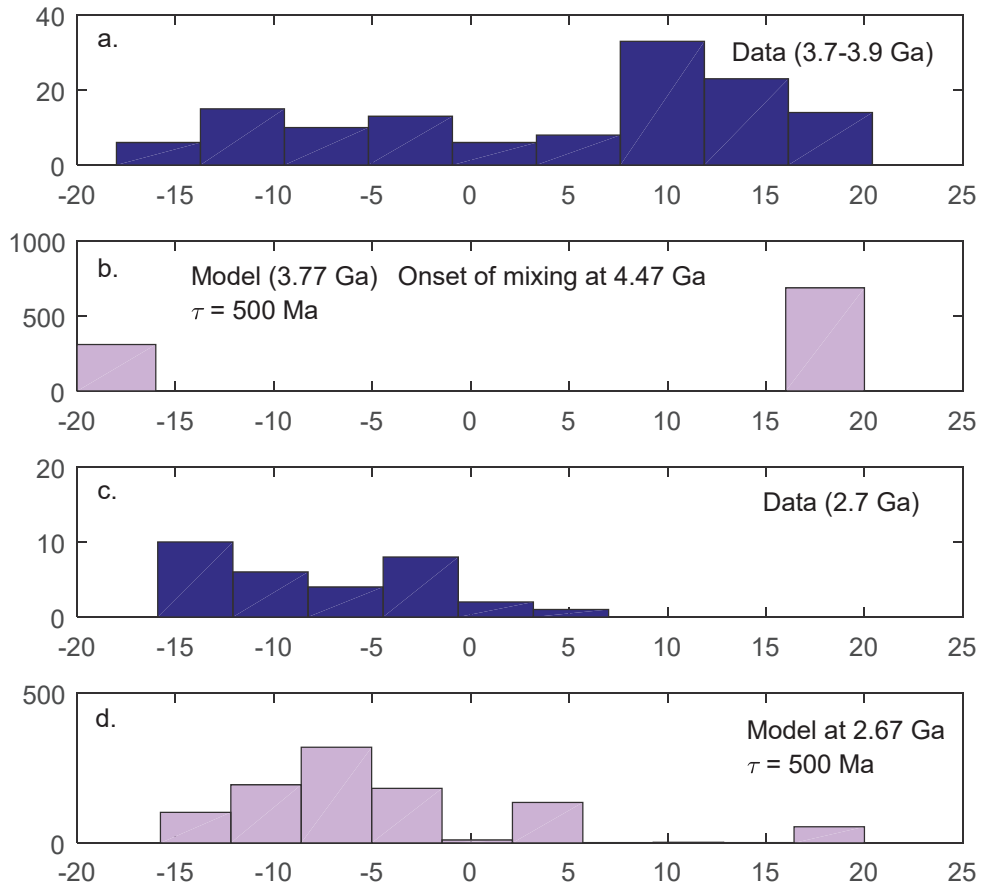 40
a.
Data (3.7-3.9 Ga)
20
0
-20 -15 -10 -5 0 5 10 15 20 25
1000
b.
Model (3.77 Ga) Onset of mixing at 4.47 Ga
τ = 500 Ma
500
0
-20 -15 -10 -5 0 5 10 15 20 25
20
c.
Data (2.7 Ga)
10
0
-20 -15 -10 -5 0 5 10 15 20 25
500
d.
Model at 2.67 Ga
τ = 500 Ma
0
-20 -15 -10 -5 0 5 10 15 20 25